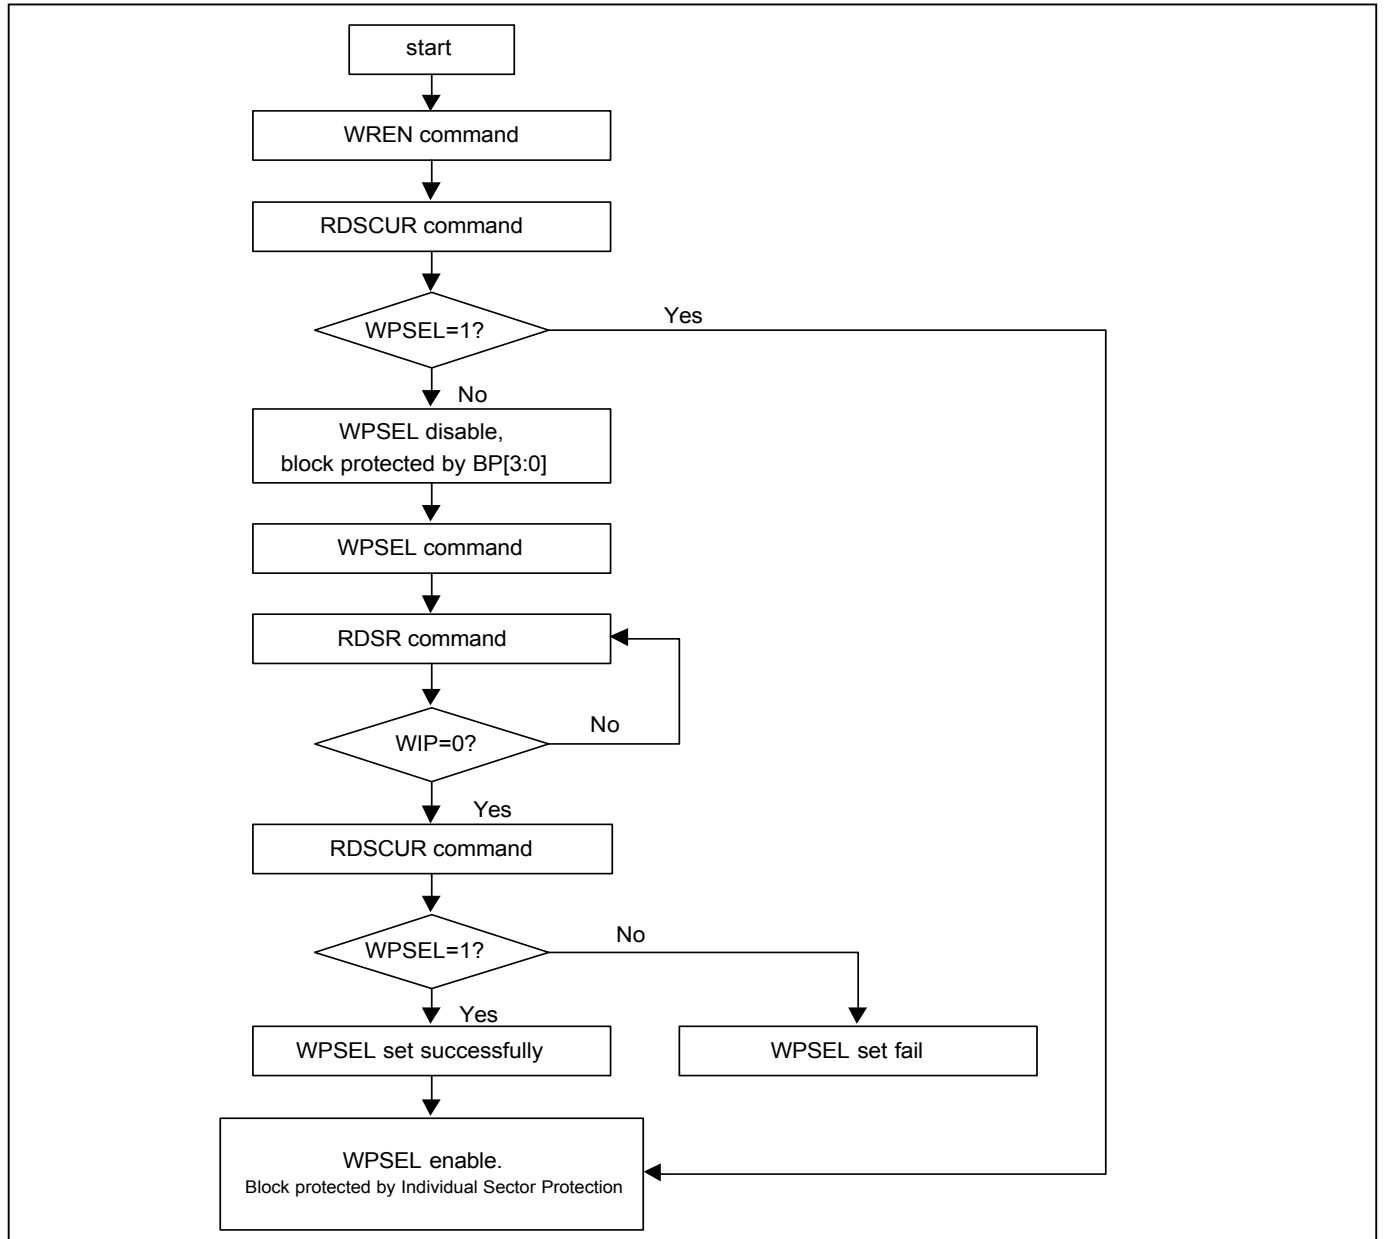 start
WREN command
RDSCUR command
WPSEL=1?
Yes
No
WPSEL disable,
block protected by BP[3:0]
WPSEL command
RDSR command
WIP=0?
No
Yes
RDSCUR command
WPSEL=1?
No
Yes
WPSEL set successfully
WPSEL set fail
WPSEL enable.
Block protected by Individual Sector Protection